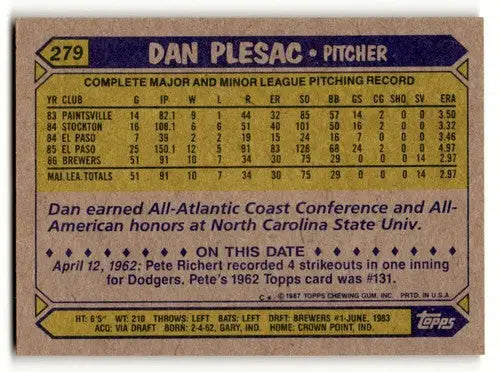 279 DAN PLESAC • PITCHER
COMPLETE MAJOR AND MINOR LEAGUE PITCHING RECORD
YR CLUB G IP W L R ER SO BB GS CG SHO SV ERA
83 PAINTSVILLE 14 82.1 9 1 44 32 85 57 14 2 0 0 3.50
84 STOCKTON 16 108.1 6 6 51 40 101 50 16 2 0 0 3.32
84 EL PASO 7 39 2 2 19 15 24 16 7 0 0 0 3.46
85 EL PASO 25 150.1 12 5 91 83 128 68 24 2 0 0 4.97
86 BREWERS 51 91 10 7 34 30 75 29 0 0 0 14 2.97
MAJ. LEA. TOTALS 51 91 10 7 34 30 75 29 0 0 0 14 2.97
Dan earned All-Atlantic Coast Conference and All-
American honors at North Carolina State Univ.
ON THIS DATE
April 12, 1962: Pete Richert recorded 4 strikeouts in one inning
for Dodgers. Pete's 1962 Topps card was #131.
© 1987 TOPPS CHEWING GUM, INC. PRTD. IN U.S.A.
HT: 6'5" WT: 210 THROWS: LEFT BATS: LEFT DRFT: BREWERS #1-JUNE, 1983
ACQ: VIA DRAFT BORN: 2-4-62, GARY, IND. HOME: CROWN POINT, IND.
Topps